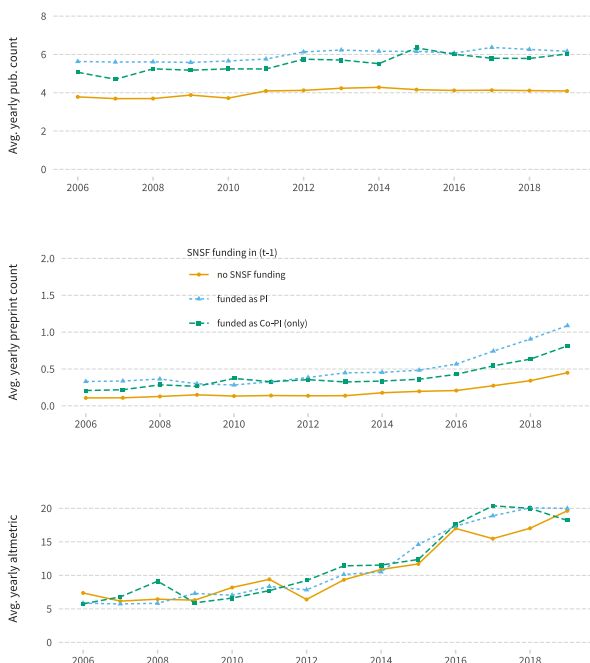 8
6
4
2
0
Avg. yearly pub. count
2006 2008 2010 2012 2014 2016 2018
SNSF funding in (t-1)
no SNSF funding
funded as PI
funded as Co-PI (only)
2.0
1.5
1.0
0.5
0.0
Avg. yearly preprint count
2006 2008 2010 2012 2014 2016 2018
20
15
10
5
0
Avg. yearly altmetric
2006 2008 2010 2012 2014 2016 2018